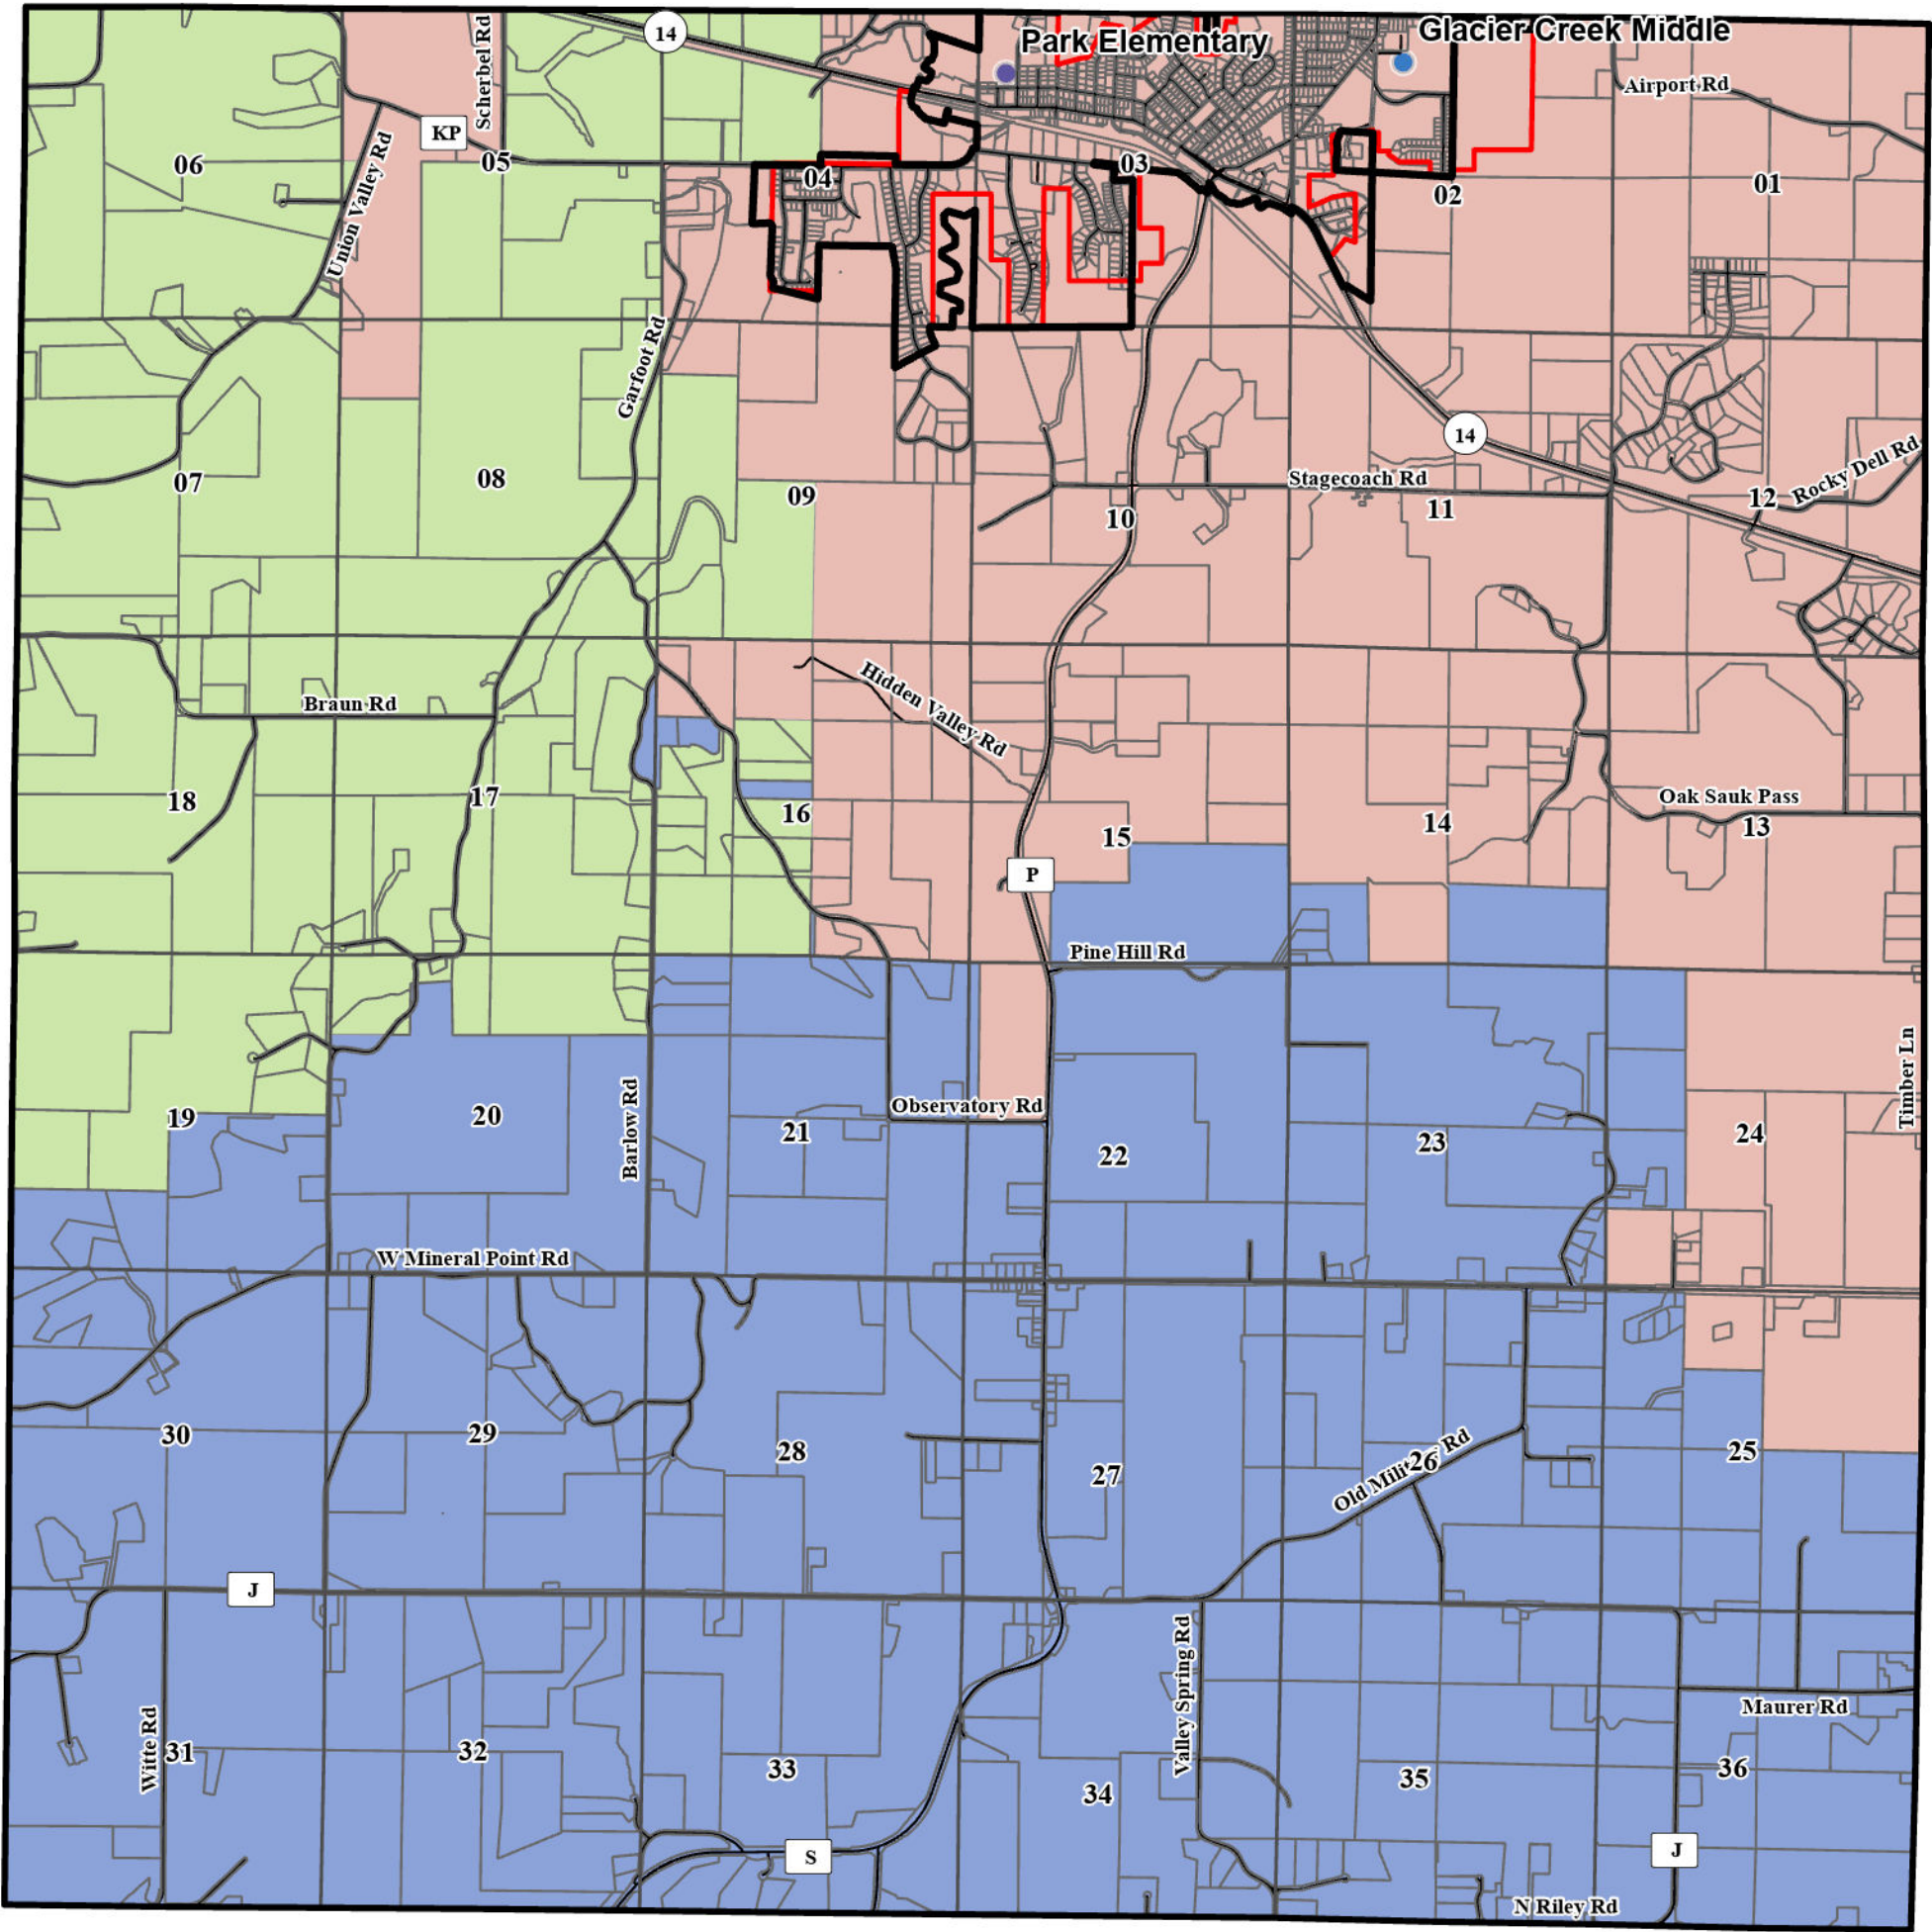 Glacier Creek Middle
Park Elementary
14
Scherbel Rd
Airport Rd
KP
Union Valley Rd
06
05
04
03
02
01
Garfoot Rd
14
Rocky Dell Rd
Stagecoach Rd
07
08
09
10
11
12
Hidden Valley Rd
Braun Rd
Oak Sauk Pass
18
17
16
15
14
13
P
Pine Hill Rd
Timber Ln
Barlow Rd
Observatory Rd
19
20
21
22
23
24
W Mineral Point Rd
30
29
28
27
Old Milit
26
Rd
25
J
Witte Rd
Valley Spring Rd
Maurer Rd
31
32
33
34
35
36
S
J
N Riley Rd